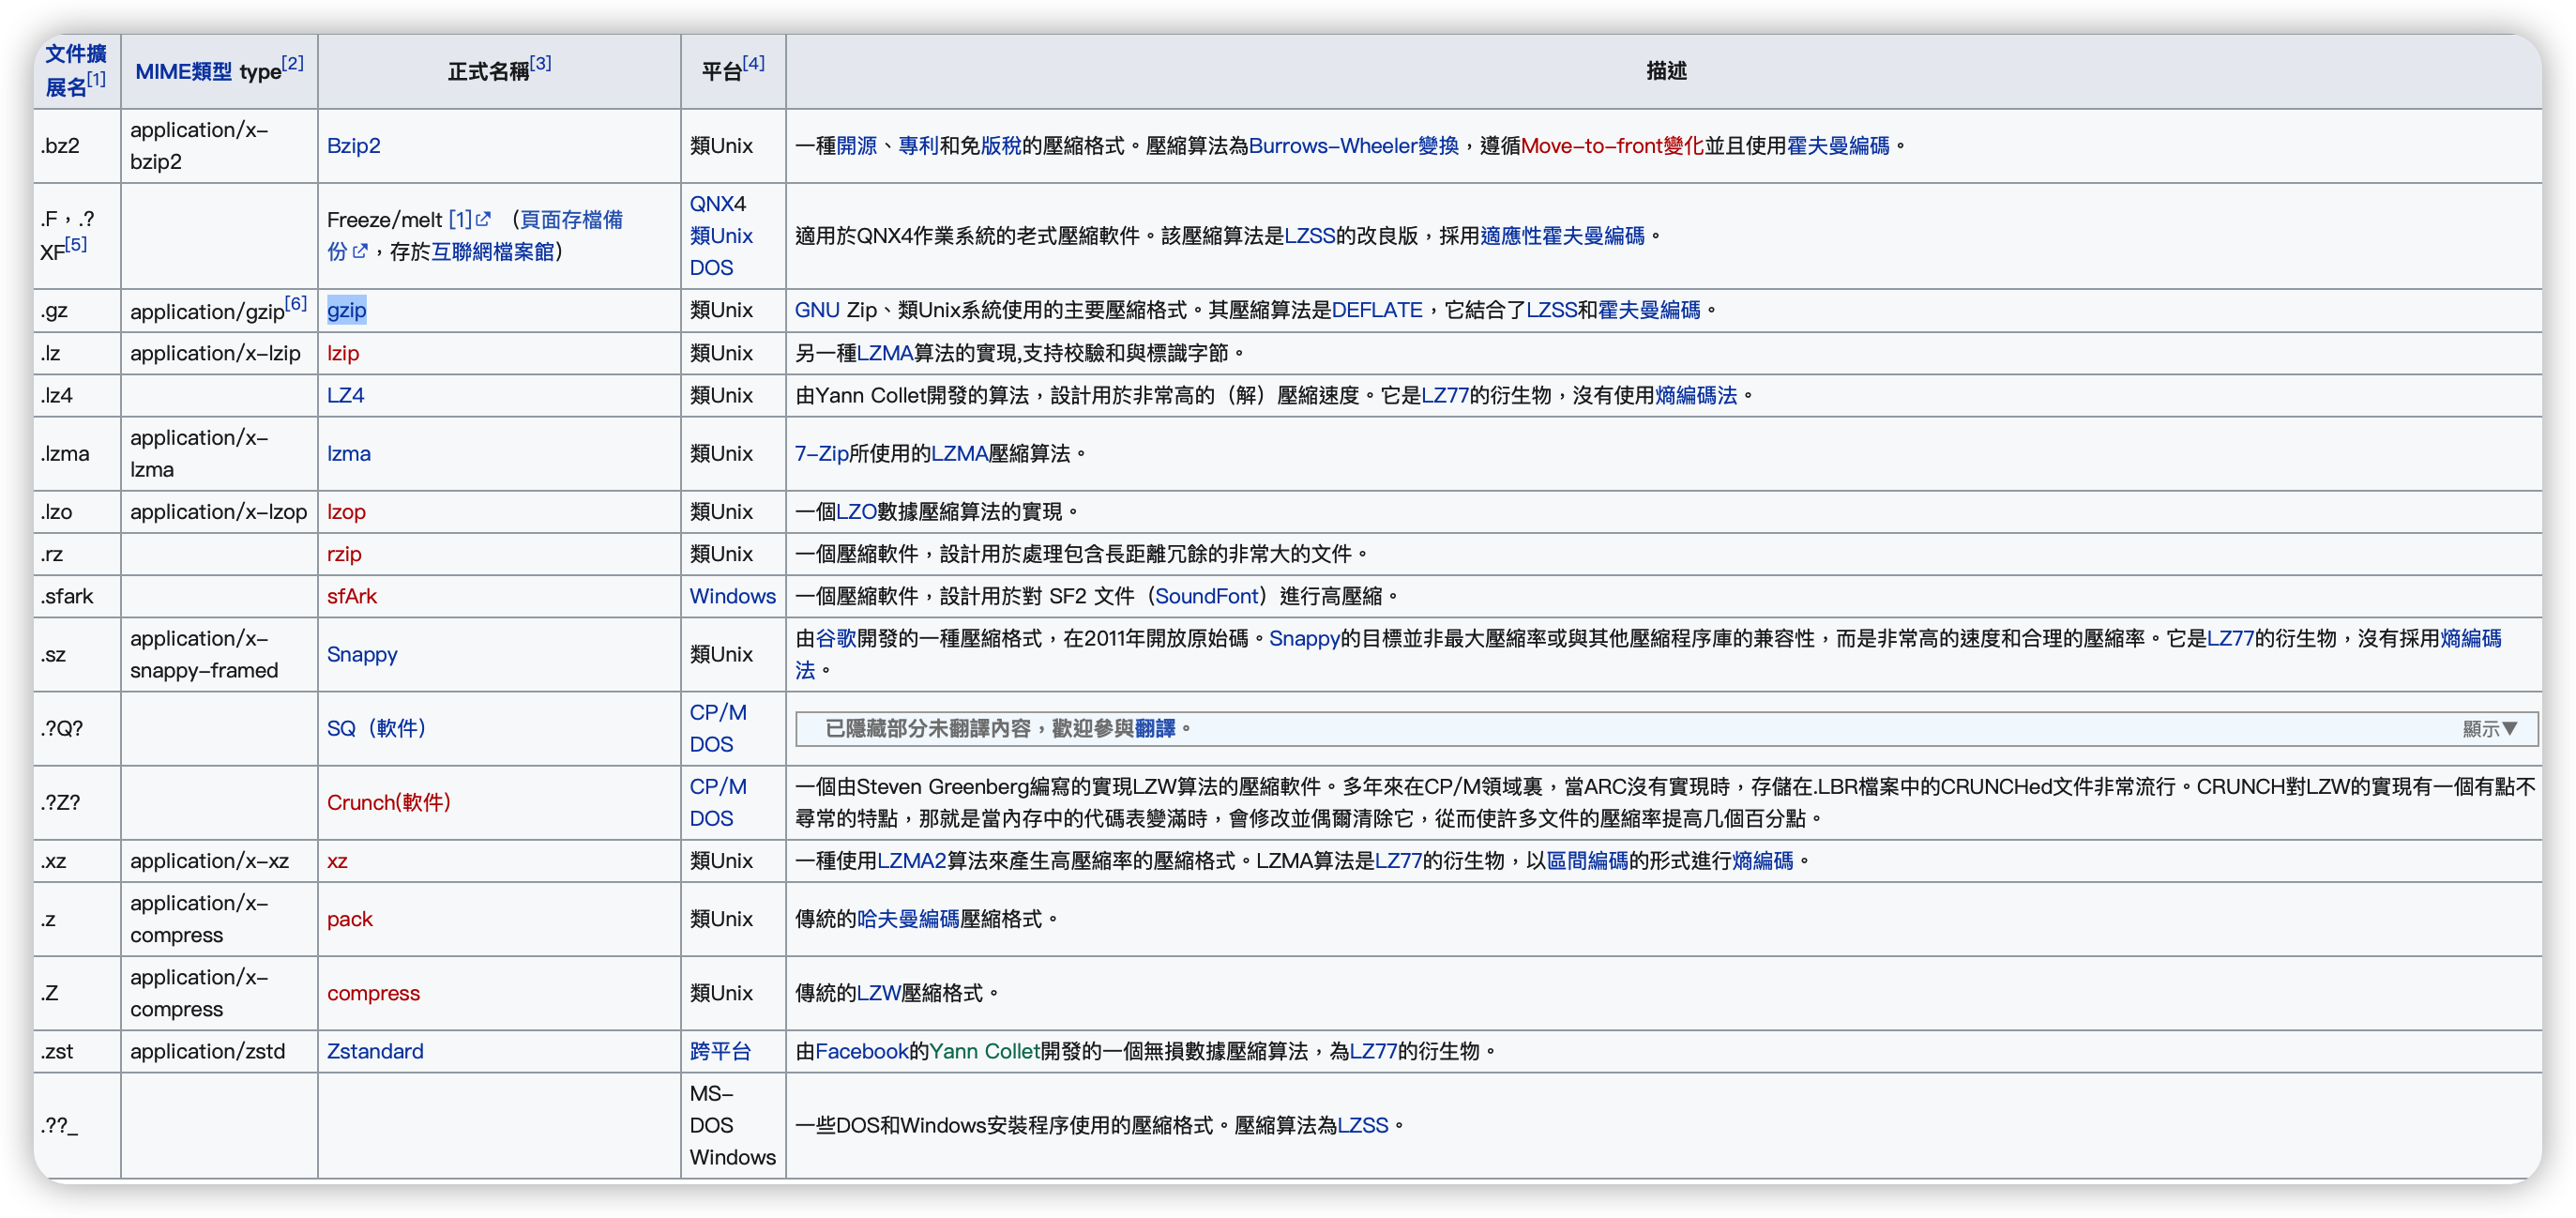 文件擴
展名[1]
MIME類型 type[2]
正式名稱[3]
平台[4]
描述
.bz2
application/x-
bzip2
Bzip2
類Unix
一種開源、專利和免版稅的壓縮格式。壓縮算法為Burrows-Wheeler變換，遵循Move-to-front變化並且使用霍夫曼編碼。
.F，.?
XF[5]
Freeze/melt [1] （頁面存檔備
份，存於互聯網檔案館）
QNX4
類Unix
DOS
適用於QNX4作業系統的老式壓縮軟件。該壓縮算法是LZSS的改良版，採用適應性霍夫曼編碼。
.gz
application/gzip[6]
gzip
類Unix
GNU Zip、類Unix系統使用的主要壓縮格式。其壓縮算法是DEFLATE，它結合了LZSS和霍夫曼編碼。
.lz
application/x-lzip
lzip
類Unix
另一種LZMA算法的實現,支持校驗和與標識字節。
.lz4
LZ4
類Unix
由Yann Collet開發的算法，設計用於非常高的（解）壓縮速度。它是LZ77的衍生物，沒有使用熵編碼法。
.lzma
application/x-
lzma
lzma
類Unix
7-Zip所使用的LZMA壓縮算法。
.lzo
application/x-lzop
lzop
類Unix
一個LZO數據壓縮算法的實現。
.rz
rzip
類Unix
一個壓縮軟件，設計用於處理包含長距離冗餘的非常大的文件。
.sfark
sfArk
Windows
一個壓縮軟件，設計用於對 SF2 文件（SoundFont）進行高壓縮。
.sz
application/x-
snappy-framed
Snappy
類Unix
由谷歌開發的一種壓縮格式，在2011年開放原始碼。Snappy的目標並非最大壓縮率或與其他壓縮程序庫的兼容性，而是非常高的速度和合理的壓縮率。它是LZ77的衍生物，沒有採用熵編碼
法。
.?Q?
SQ（軟件）
CP/M
DOS
已隱藏部分未翻譯內容，歡迎參與翻譯。
顯示▼
.?Z?
Crunch(軟件)
CP/M
DOS
一個由Steven Greenberg編寫的實現LZW算法的壓縮軟件。多年來在CP/M領域裏，當ARC沒有實現時，存儲在.LBR檔案中的CRUNCHed文件非常流行。CRUNCH對LZW的實現有一個有點不
尋常的特點，那就是當內存中的代碼表變滿時，會修改並偶爾清除它，從而使許多文件的壓縮率提高几個百分點。
.xz
application/x-xz
xz
類Unix
一種使用LZMA2算法來產生高壓縮率的壓縮格式。LZMA算法是LZ77的衍生物，以區間編碼的形式進行熵編碼。
.z
application/x-
compress
pack
類Unix
傳統的哈夫曼編碼壓縮格式。
.Z
application/x-
compress
compress
類Unix
傳統的LZW壓縮格式。
.zst
application/zstd
Zstandard
跨平台
由Facebook的Yann Collet開發的一個無損數據壓縮算法，為LZ77的衍生物。
.??_
MS-
DOS
Windows
一些DOS和Windows安裝程序使用的壓縮格式。壓縮算法為LZSS。